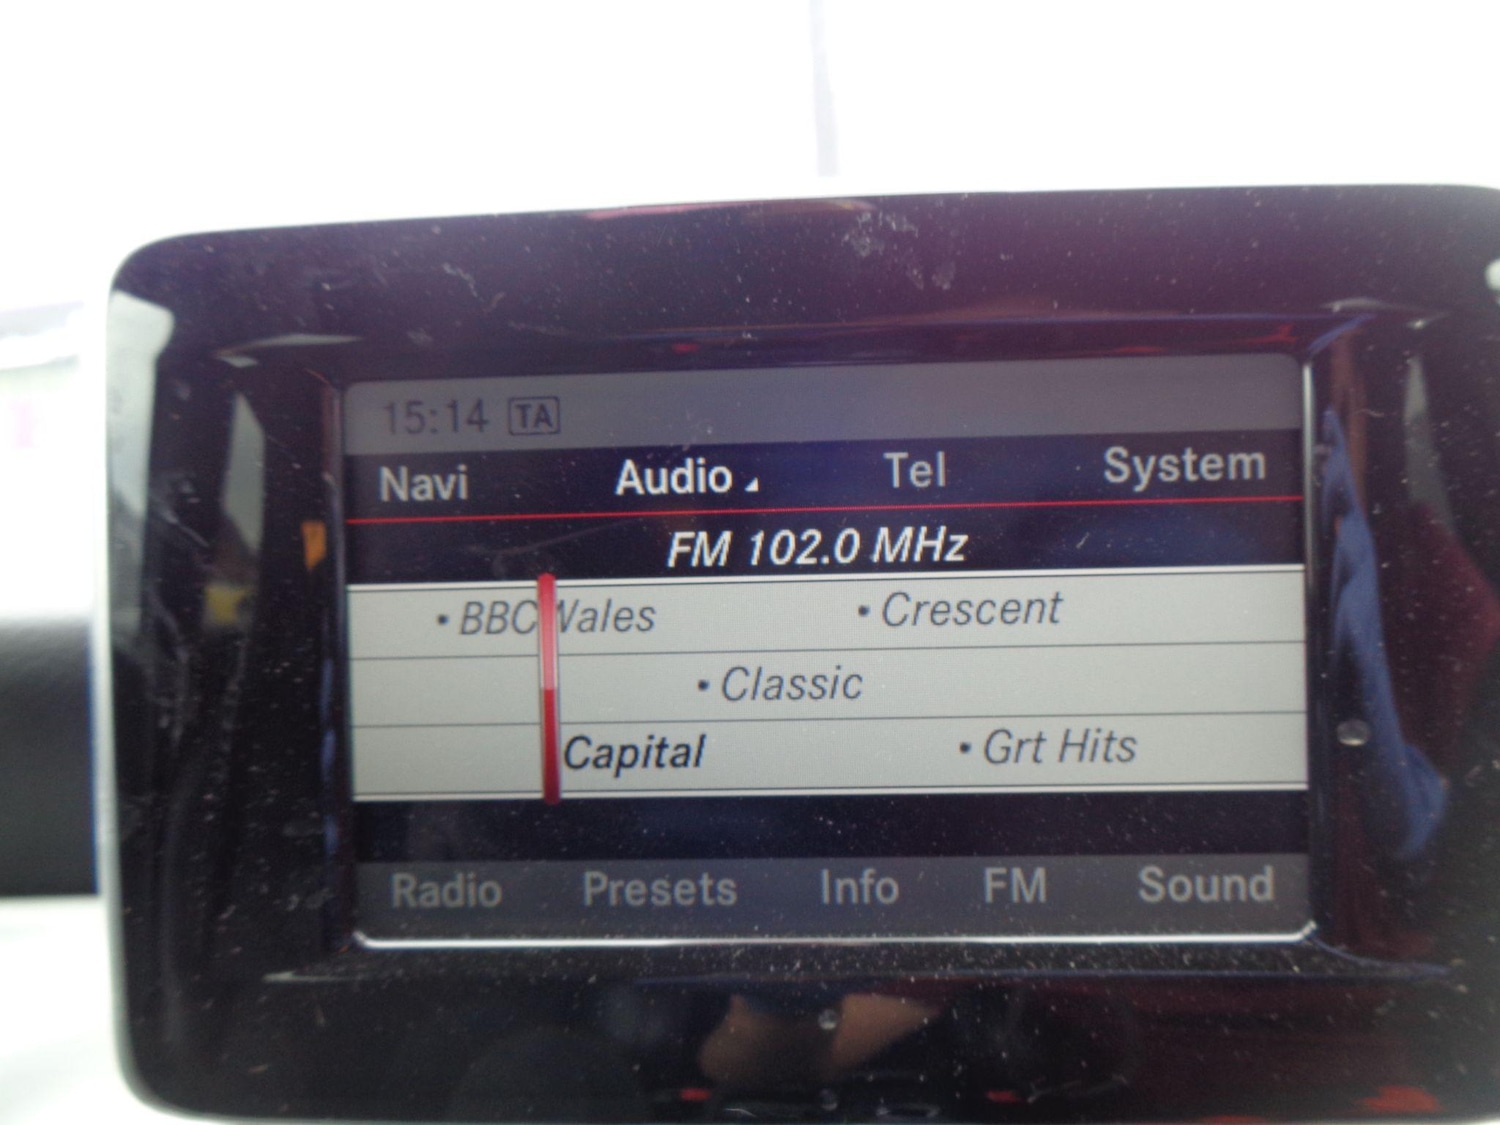 15:14 TA
Navi Audio Tel System
FM 102.0 MHz
• BBC Wales • Crescent
• Classic
Capital • Grt Hits
Radio Presets Info FM Sound